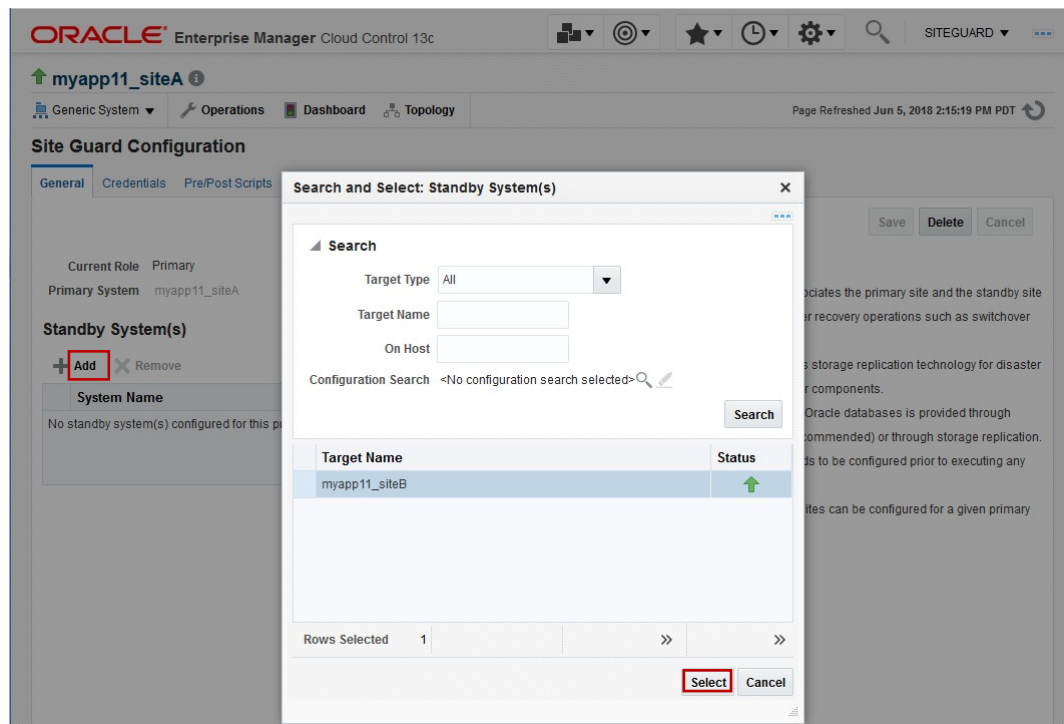 ORACLE® Enterprise Manager Cloud Control 13c
SITEGUARD
myapp11_siteA
Generic System Operations Dashboard Topology
Page Refreshed Jun 5, 2018 2:15:19 PM PDT
Site Guard Configuration
General Credentials Pre/Post Scripts
Save Delete Cancel
Current Role Primary
Primary System myapp11_siteA
Standby System(s)
Add Remove
System Name
No standby system(s) configured for this
Search and Select: Standby System(s)
Search
Target Type All
Target Name
On Host
Configuration Search <No configuration search selected>
Search
Target Name Status
myapp11_siteB
Rows Selected 1
Select Cancel
the primary site and the standby site
recovery operations such as switchover
storage replication technology for disaster
components.
Oracle databases is provided through
or through storage replication.
to be configured prior to executing any
can be configured for a given primary